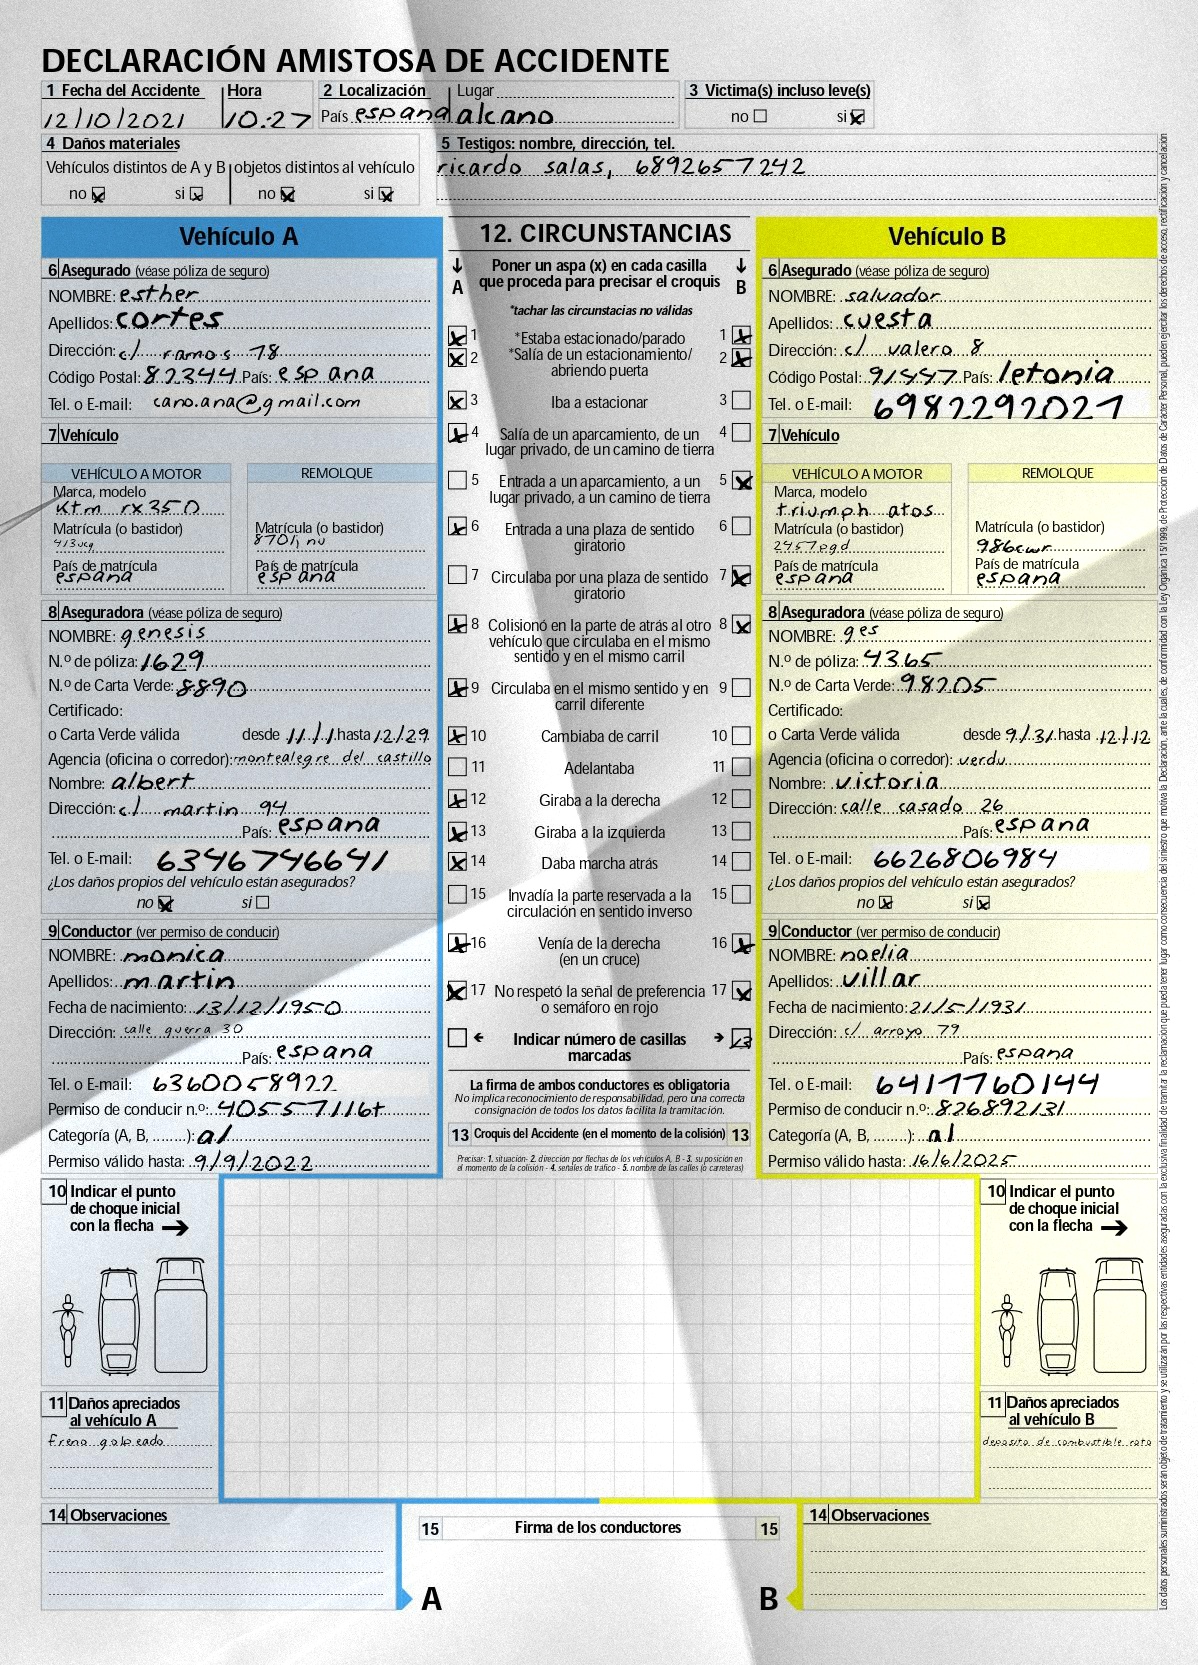 DECLARACIÓN AMISTOSA DE ACCIDENTE
1 Fecha del Accidente Hora
12/10/2021 10:27
2 Localización Lugar
País espana alcano
3 Victima(s) incluso leve(s)
no si
4 Daños materiales
Vehículos distintos de A y B objetos distintos al vehículo
no si no si
5 Testigos: nombre, dirección, tel.
ricardo salas, 6892657242
Vehículo A
6 Asegurado (véase póliza de seguro)
NOMBRE: esther
Apellidos: cortes
Dirección: c/ ramos 78
Código Postal: 82344 País: espana
Tel. o E-mail: cano.ana@gmail.com
7 Vehículo
VEHÍCULO A MOTOR REMOLQUE
Marca, modelo
ktm rx350
Matrícula (o bastidor) Matrícula (o bastidor)
413ucq
País de matrícula País de matrícula
espana espana
8 Aseguradora (véase póliza de seguro)
NOMBRE: genesis
N.º de póliza: 1629
N.º de Carta Verde: 8890
Certificado:
o Carta Verde válida desde 11/1 hasta 12/29
Agencia (oficina o corredor): montealegre del castillo
Nombre: albert
Dirección: c/ martin 94
País: espana
Tel. o E-mail: 6346746641
¿Los daños propios del vehículo están asegurados?
no si
9 Conductor (ver permiso de conducir)
NOMBRE: monica
Apellidos: martin
Fecha de nacimiento: 13/12/1950
Dirección: calle guerra 30
País: espana
Tel. o E-mail: 6360058922
Permiso de conducir n.º: 40557116t
Categoría (A, B, ........): a1
Permiso válido hasta: 9/9/2022
12. CIRCUNSTANCIAS
A B
Poner un aspa (x) en cada casilla
que proceda para precisar el croquis
*tachar las circunstacias no válidas
1 *Estaba estacionado/parado 1
2 *Salía de un estacionamiento/ 2
abriendo puerta
3 Iba a estacionar 3
4 Salía de un aparcamiento, de un 4
lugar privado, de un camino de tierra
5 Entrada a un aparcamiento, a un 5
lugar privado, a un camino de tierra
6 Entrada a una plaza de sentido 6
giratorio
7 Circulaba por una plaza de sentido 7
giratorio
8 Colisionó en la parte de atrás al otro 8
vehículo que circulaba en el mismo
sentido y en el mismo carril
9 Circulaba en el mismo sentido y en 9
carril diferente
10 Cambiaba de carril 10
11 Adelantaba 11
12 Giraba a la derecha 12
13 Giraba a la izquierda 13
14 Daba marcha atrás 14
15 Invadía la parte reservada a la 15
circulación en sentido inverso
16 Venía de la derecha 16
(en un cruce)
17 No respetó la señal de preferencia 17
o semáforo en rojo
Indicar número de casillas 13
marcadas
La firma de ambos conductores es obligatoria
No implica reconocimiento de responsabilidad, pero una correcta
consignación de todos los datos facilita la tramitación.
13 Croquis del Accidente (en el momento de la colisión) 13
Precisar: 1. situación- 2. dirección por flechas de los vehículos A, B - 3. su posición en
el momento de la colisión - 4. señales de tráfico - 5. nombre de las calles (o carreteras)
Vehículo B
6 Asegurado (véase póliza de seguro)
NOMBRE: salvador
Apellidos: cuesta
Dirección: c/ valero 8
Código Postal: País: letonia
Tel. o E-mail: 6982292021
7 Vehículo
VEHÍCULO A MOTOR REMOLQUE
Marca, modelo
triumph atos
Matrícula (o bastidor) Matrícula (o bastidor)
2457pgd 986cwr
País de matrícula País de matrícula
espana espana
8 Aseguradora (véase póliza de seguro)
NOMBRE: ges
N.º de póliza: 4365
N.º de Carta Verde: 98205
Certificado:
o Carta Verde válida desde 9/31 hasta 12/12
Agencia (oficina o corredor): verdu
Nombre: victoria
Dirección: calle casado 26
País: espana
Tel. o E-mail: 6626806984
¿Los daños propios del vehículo están asegurados?
no si
9 Conductor (ver permiso de conducir)
NOMBRE: noelia
Apellidos: villar
Fecha de nacimiento: 21/5/1931
Dirección: c/ arroyo 79
País: espana
Tel. o E-mail: 6417760144
Permiso de conducir n.º: 826892131
Categoría (A, B, ........): a1
Permiso válido hasta: 16/6/2025
10 Indicar el punto
de choque inicial
con la flecha
11 Daños apreciados
al vehículo A
freno golpeado
10 Indicar el punto
de choque inicial
con la flecha
11 Daños apreciados
al vehículo B
deposito de combustible roto
14 Observaciones
15 Firma de los conductores 15
A B
14 Observaciones
Los datos personales suministrados serán objeto de tratamiento y se utilizarán por las respectivas entidades aseguradas con la exclusiva finalidad de tramitar la reclamación que pueda tener lugar como consecuencia del siniestro que motiva la Declaración, ante la cuales, de conformidad con la Ley Orgánica 15/1999, de Protección de Datos de Carácter Personal, pueden ejercitar los derechos de acceso, rectificación y cancelación